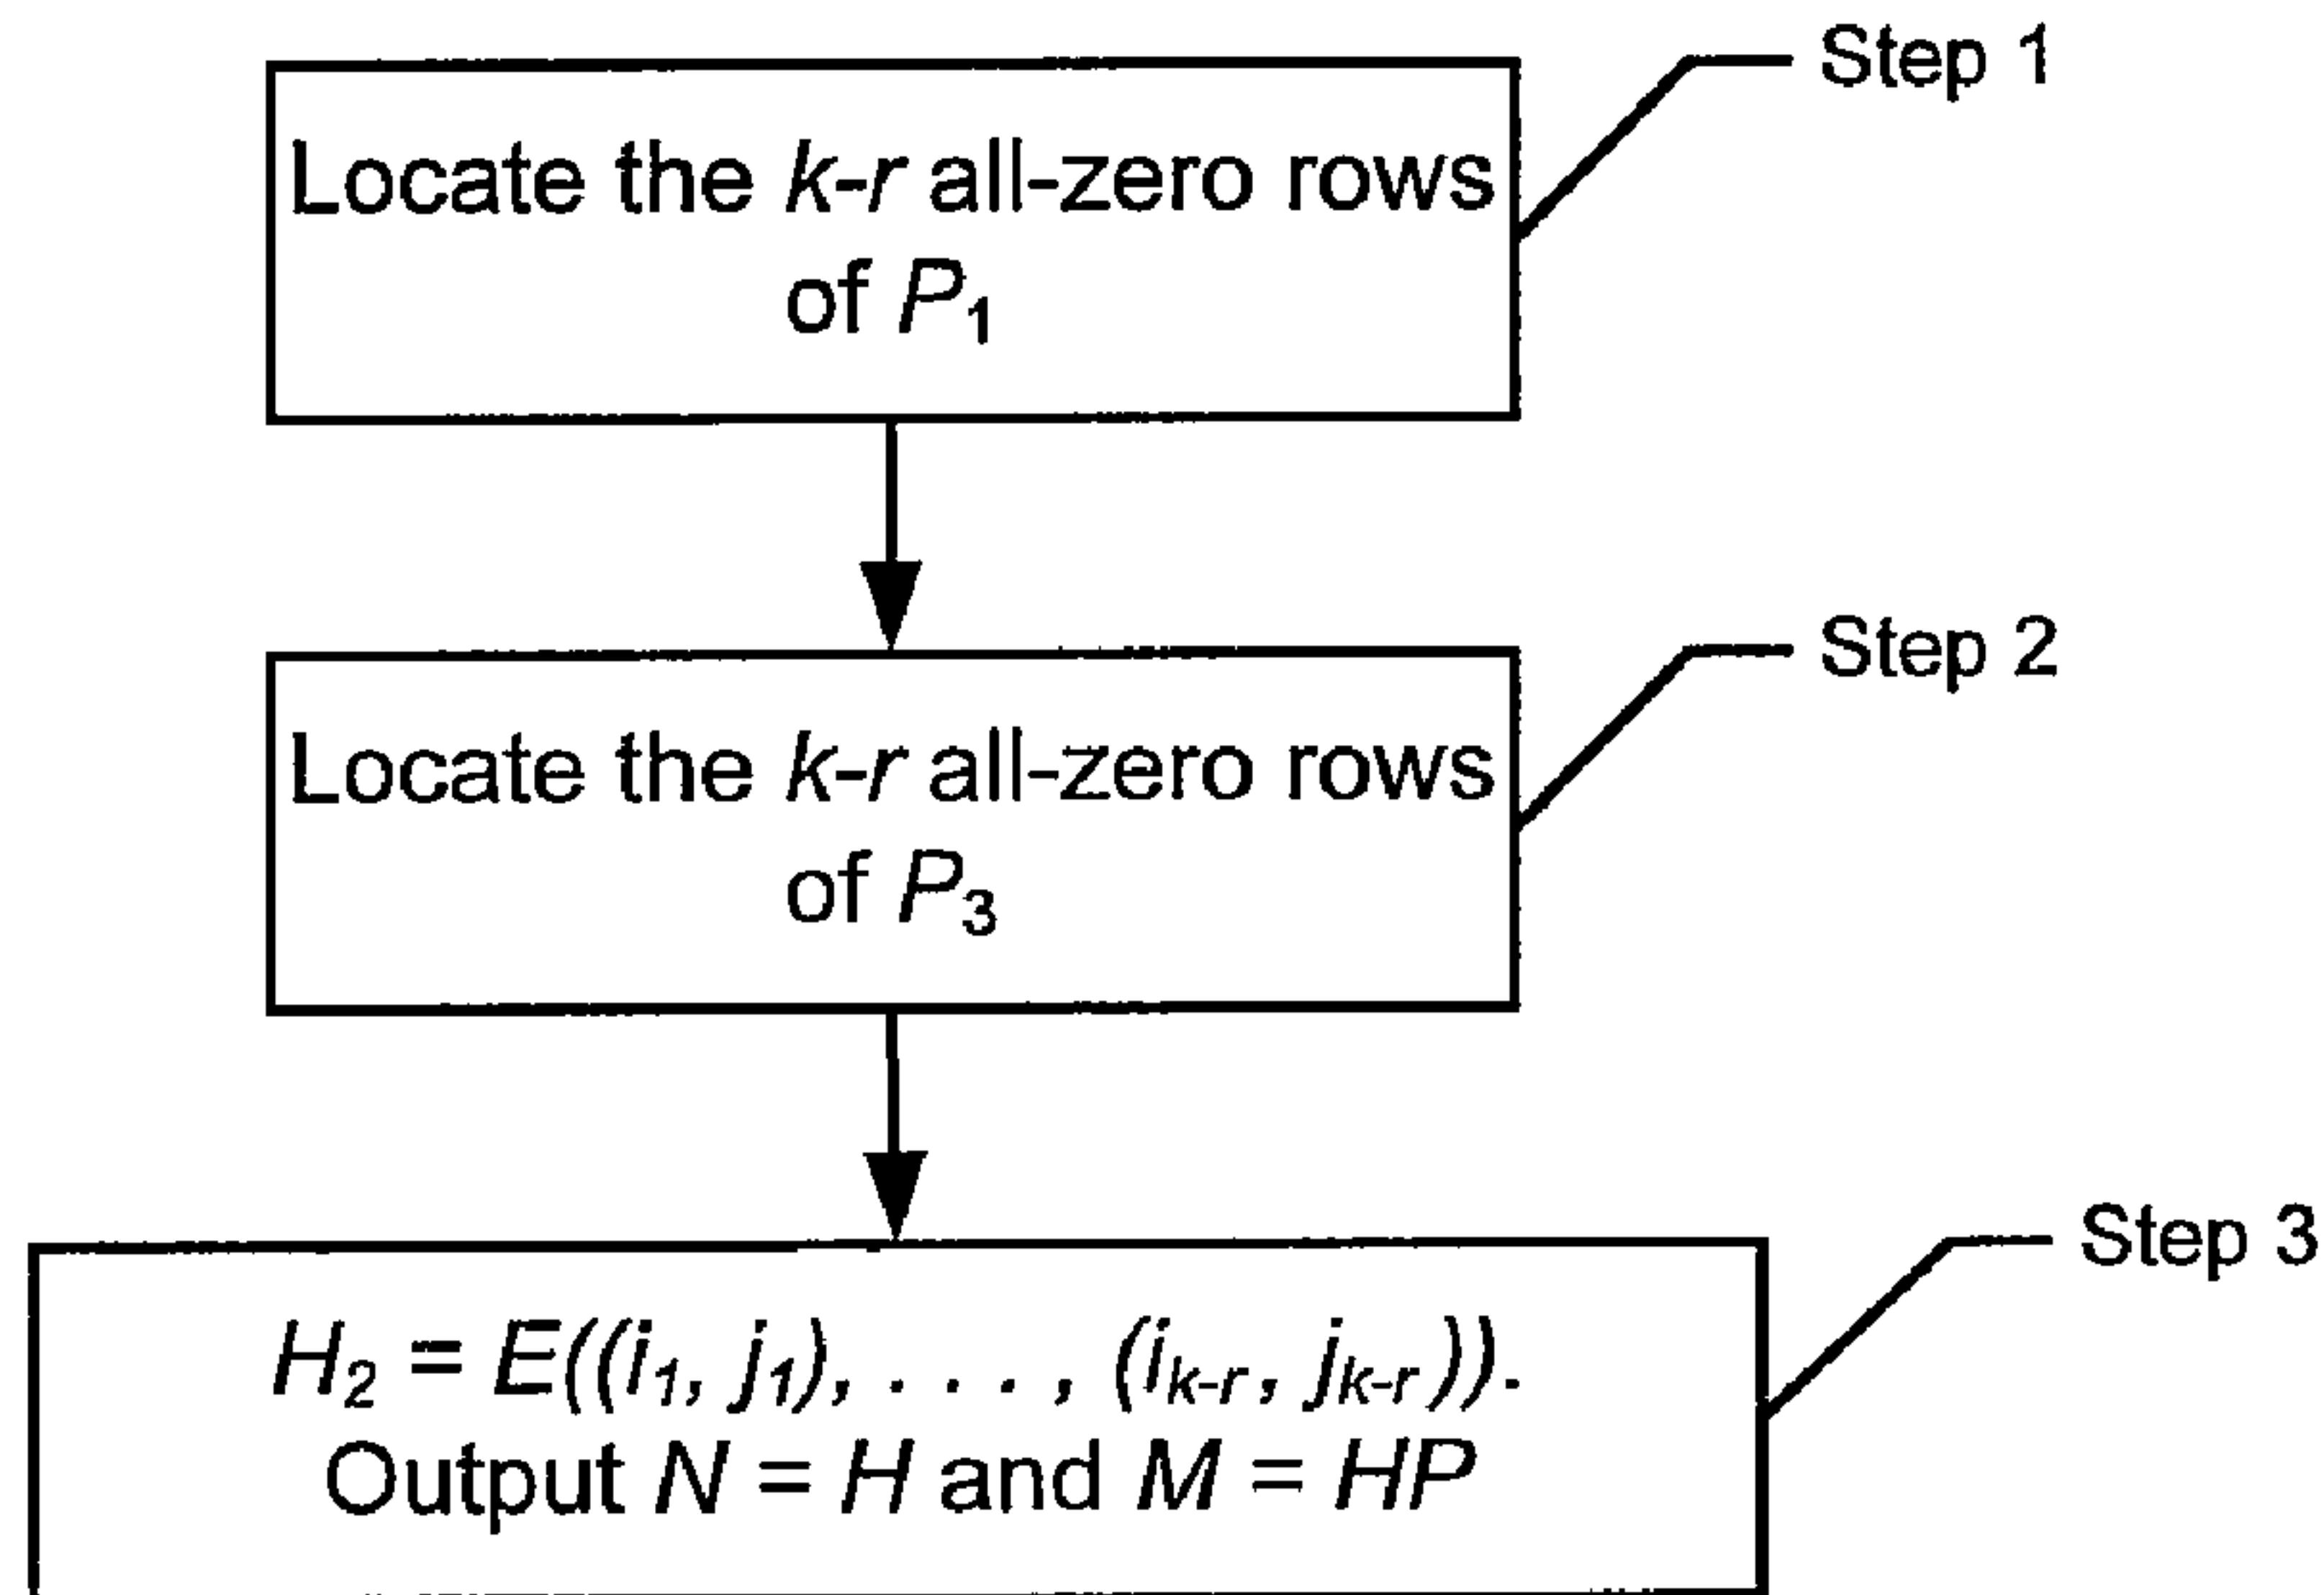 Step 1
Locate the k-r all-zero rows
of P₁
Step 2
Locate the k-r all-zero rows
of P₃
Step 3
H₂ = E((i₁, j₁), . . . , (iₖ₋ᵣ, jₖ₋ᵣ)).
Output N = H and M = HP